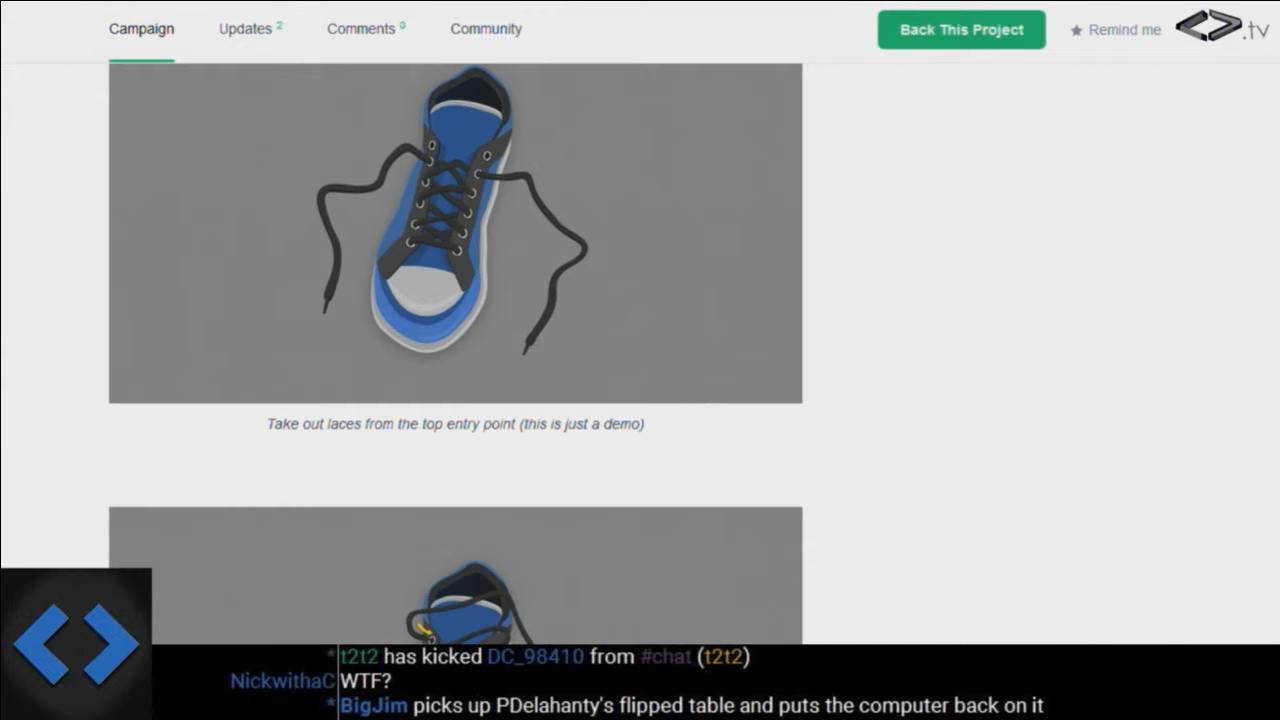 Campaign Updates 2 Comments 0 Community Back This Project Remind me .tv
Take out laces from the top entry point (this is just a demo)
* t2t2 has kicked DC_98410 from #chat (t2t2)
NickwithaC WTF?
* BigJim picks up PDelahanty's flipped table and puts the computer back on it